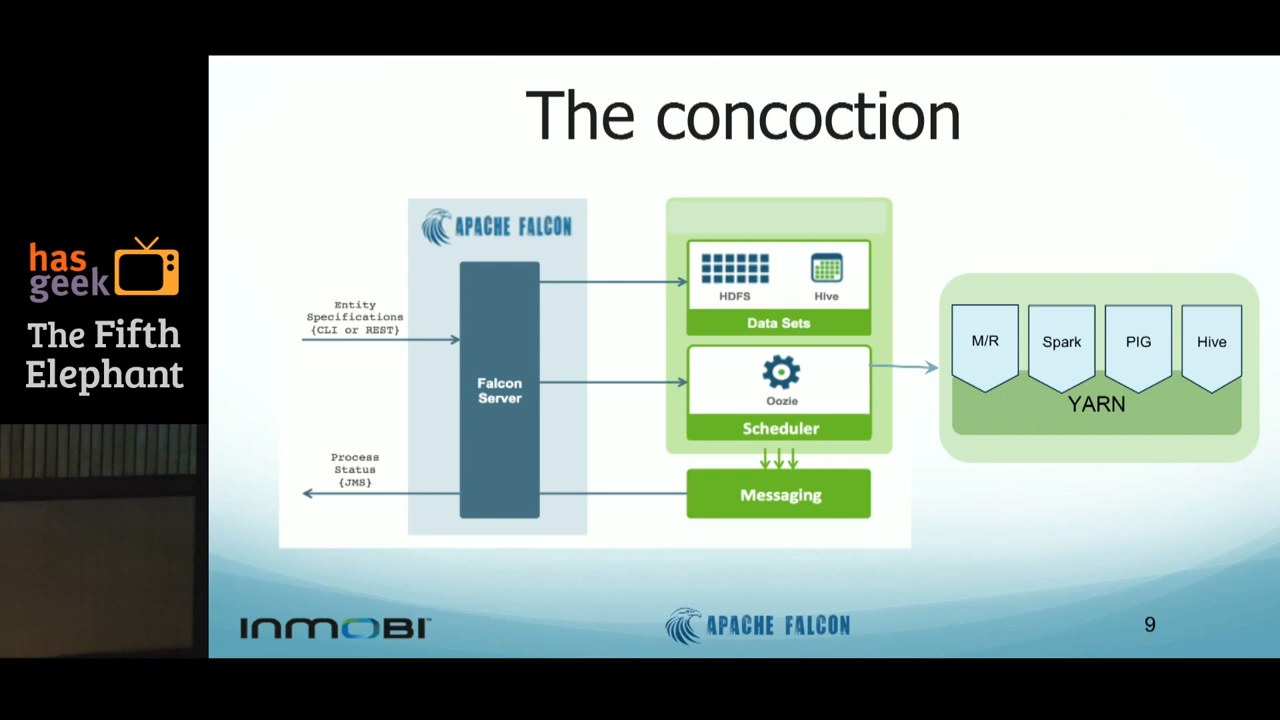 The concoction
has
geek
The Fifth
Elephant
APACHE FALCON
Entity
Specifications
{CLI or REST}
Falcon
Server
Process
Status
{JMS}
HDFS
Hive
Data Sets
Oozie
Scheduler
Messaging
M/R
Spark
PIG
Hive
YARN
INMOBI™
APACHE FALCON
9